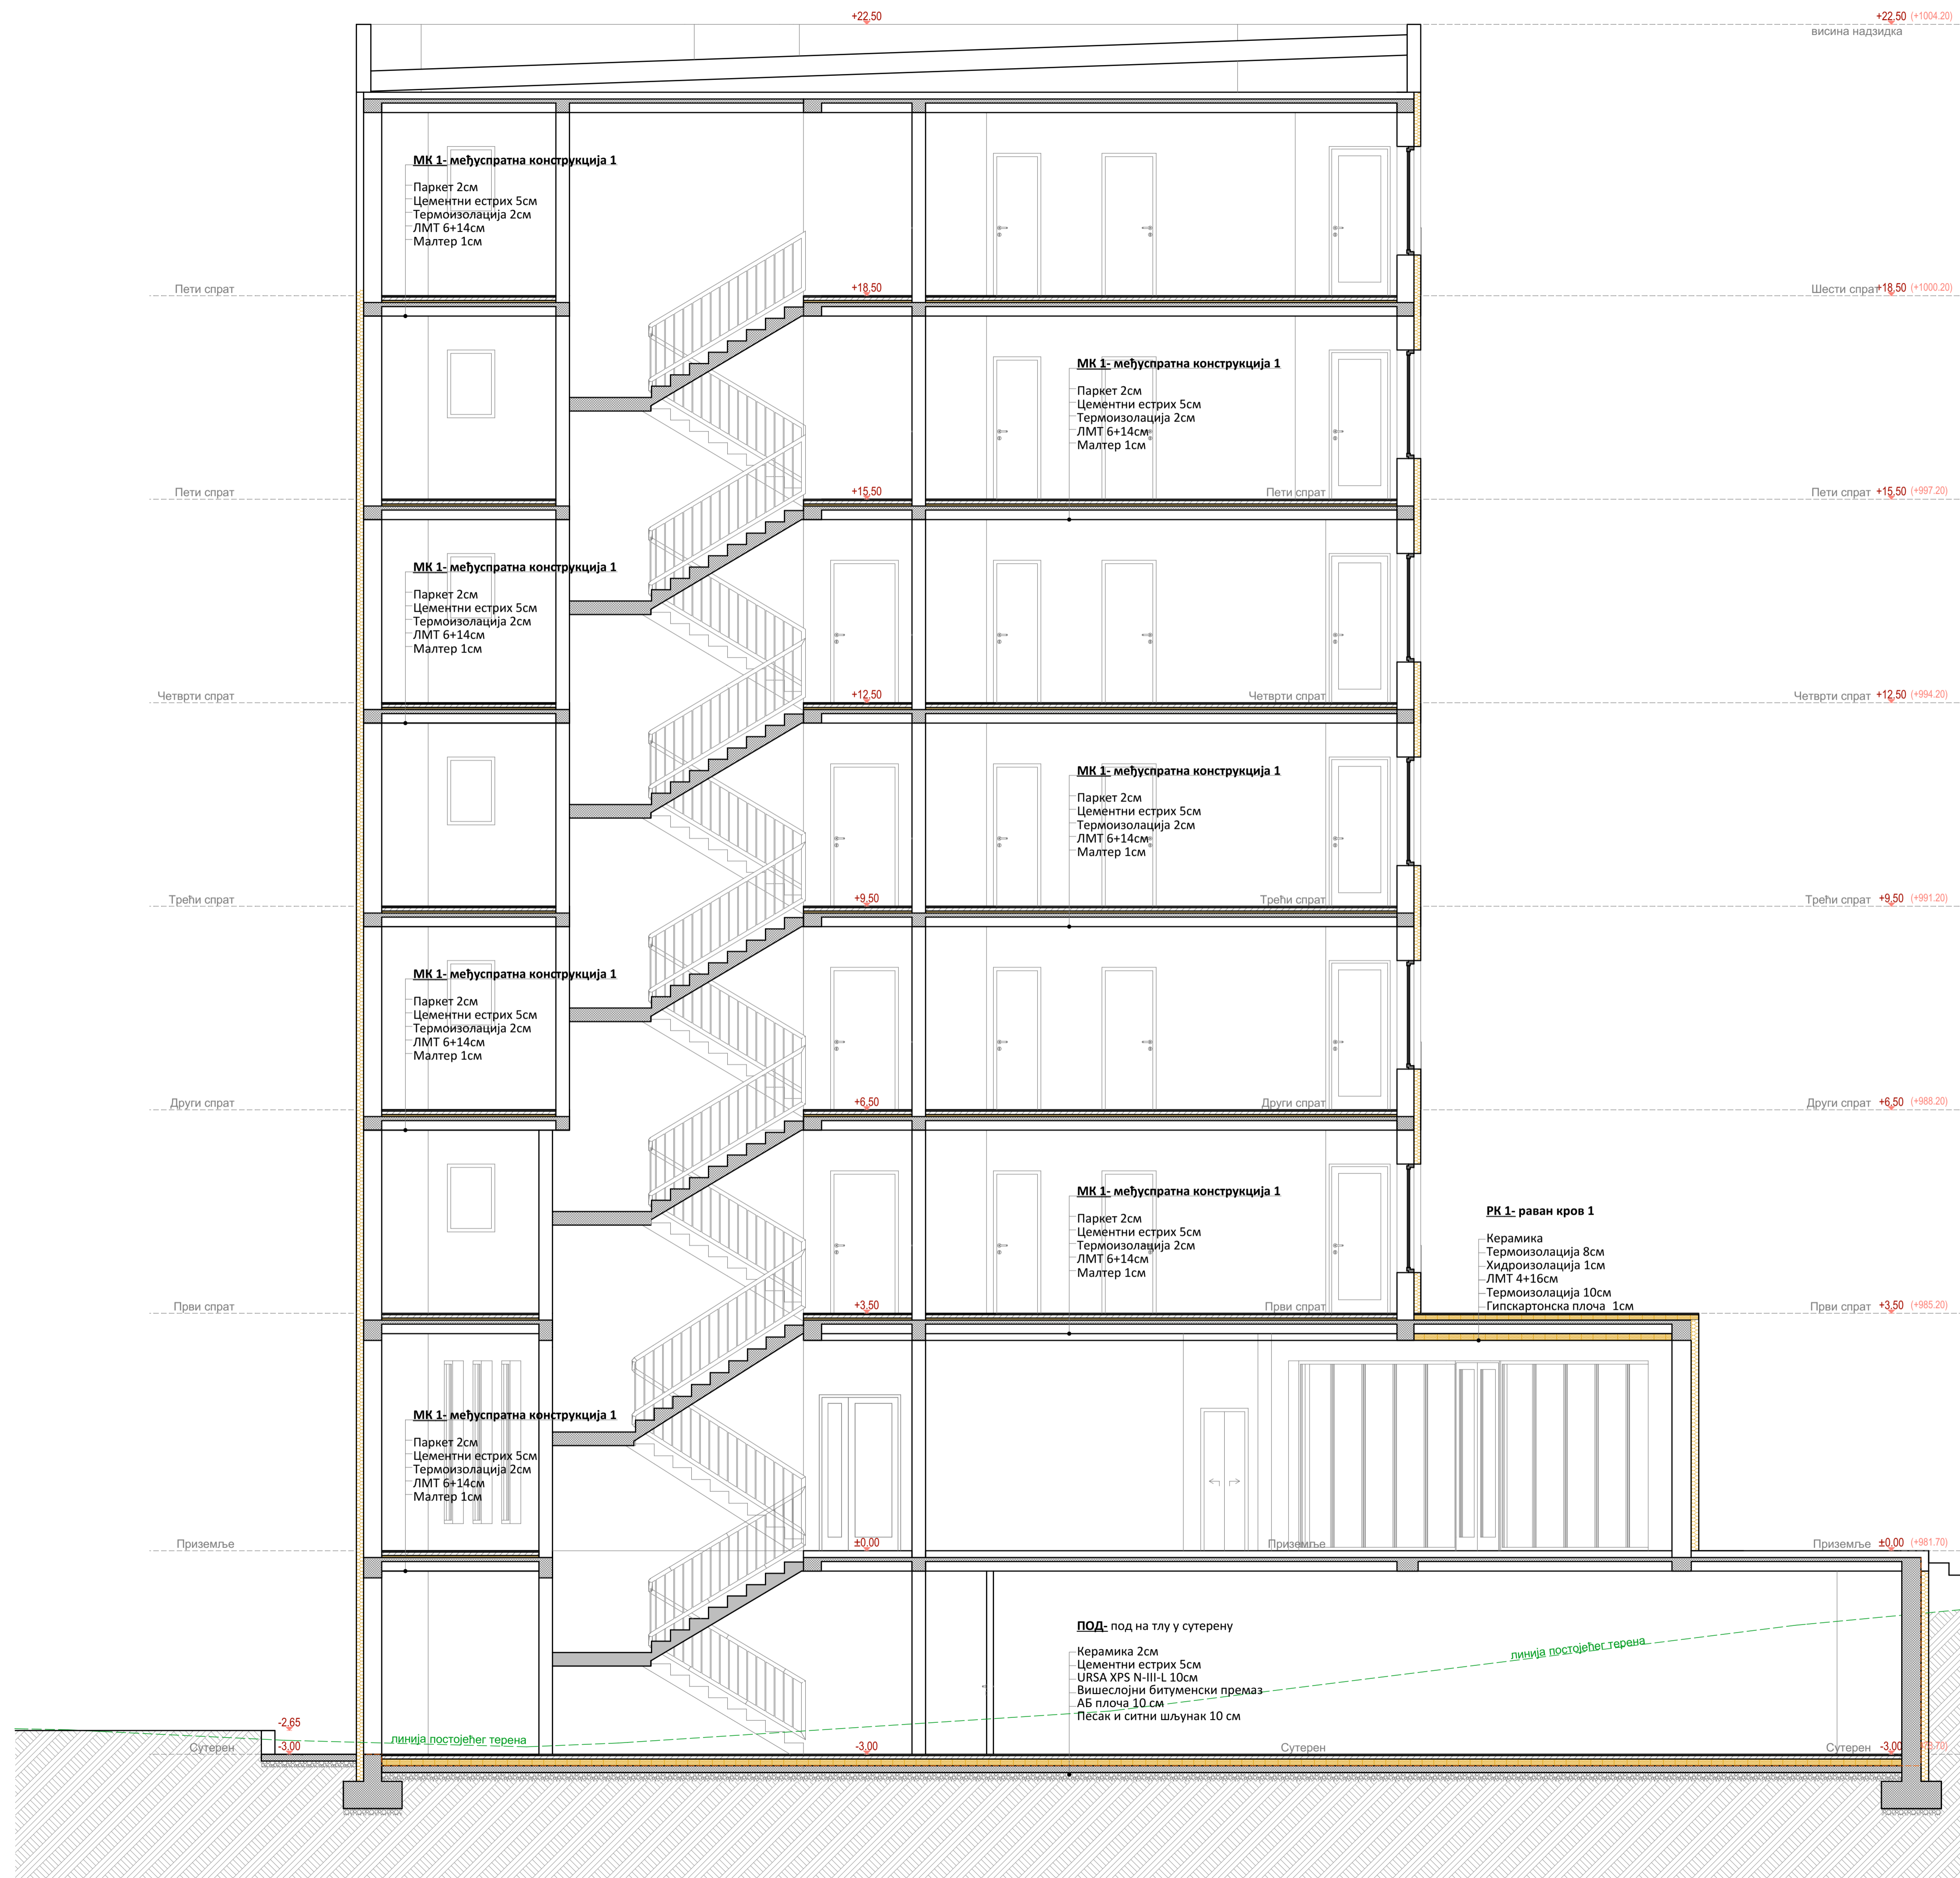 +22,50
+22,50 (+1004.20)
висина надзидка
МК 1- међуспратна конструкција 1
Паркет 2см
Цементни естрих 5см
Термоизолација 2см
ЛМТ 6+14см
Малтер 1см
Пети спрат
+18,50
Шести спрат +18,50 (+1000.20)
МК 1- међуспратна конструкција 1
Паркет 2см
Цементни естрих 5см
Термоизолација 2см
ЛМТ 6+14см
Малтер 1см
Пети спрат
+15,50
Пети спрат
Пети спрат +15,50 (+997.20)
МК 1- међуспратна конструкција 1
Паркет 2см
Цементни естрих 5см
Термоизолација 2см
ЛМТ 6+14см
Малтер 1см
Четврти спрат
+12,50
Четврти спрат
Четврти спрат +12,50 (+994.20)
МК 1- међуспратна конструкција 1
Паркет 2см
Цементни естрих 5см
Термоизолација 2см
ЛМТ 6+14см
Малтер 1см
Трећи спрат
+9,50
Трећи спрат
Трећи спрат +9,50 (+991.20)
МК 1- међуспратна конструкција 1
Паркет 2см
Цементни естрих 5см
Термоизолација 2см
ЛМТ 6+14см
Малтер 1см
Други спрат
+6,50
Други спрат
Други спрат +6,50 (+988.20)
МК 1- међуспратна конструкција 1
Паркет 2см
Цементни естрих 5см
Термоизолација 2см
ЛМТ 6+14см
Малтер 1см
РК 1- раван кров 1
Керамика
Термоизолација 8см
Хидроизолација 1см
ЛМТ 4+16см
Термоизолација 10см
Гипскартонска плоча 1см
Први спрат
+3,50
Први спрат
Први спрат +3,50 (+985.20)
МК 1- међуспратна конструкција 1
Паркет 2см
Цементни естрих 5см
Термоизолација 2см
ЛМТ 6+14см
Малтер 1см
Приземље
±0,00
Приземље
Приземље ±0,00 (+981.70)
ПОД- под на тлу у сутерену
Керамика 2см
Цементни естрих 5см
URSA XPS N-III-L 10см
Вишеслојни битуменски премаз
АБ плоча 10 см
Песак и ситни шљунак 10 см
линија постојећег терена
-2,65
линија постојећег терена
Сутерен
-3,00
-3,00
Сутерен
Сутерен -3,00